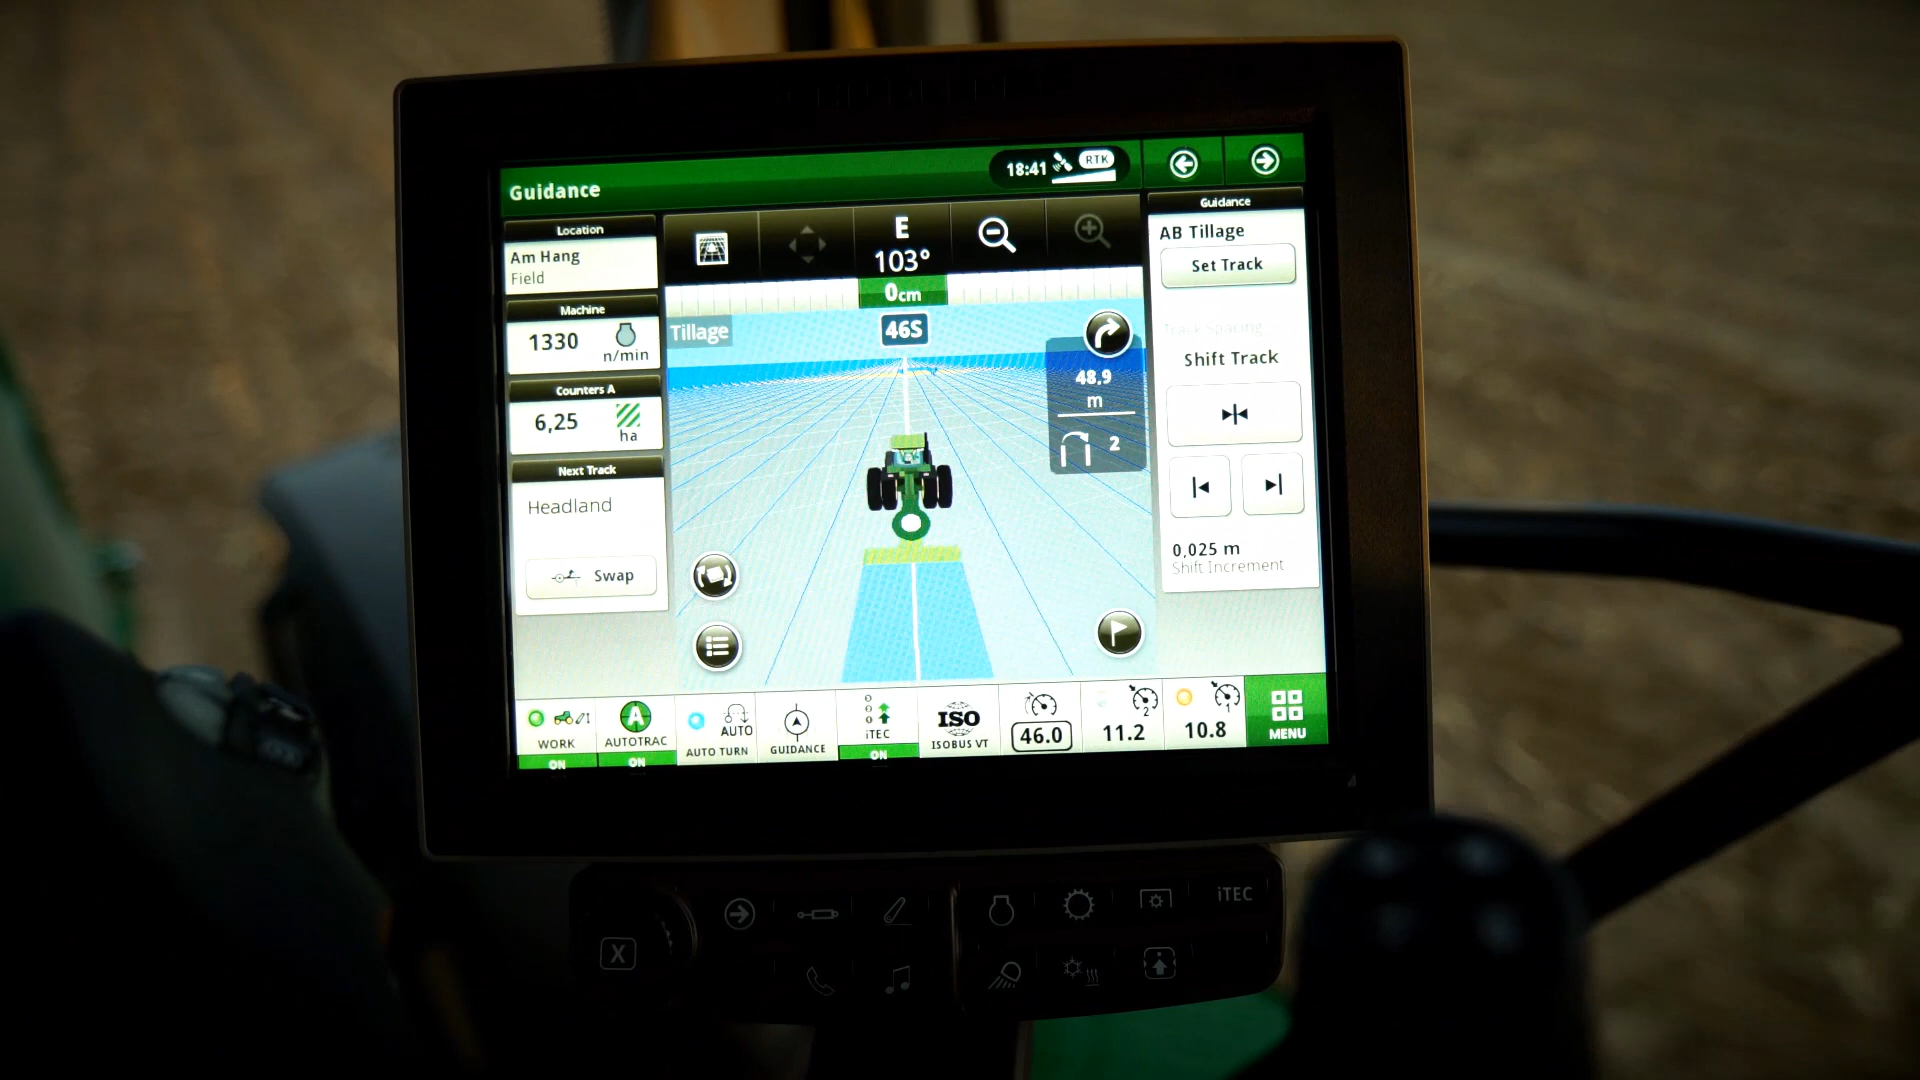 Guidance
18:41 RTK
Location
Am Hang
Field
Machine
1330
n/min
Counters A
6,25
ha
Next Track
Headland
Swap
E
103°
0cm
46S
Tillage
48.9
m
2
Guidance
AB Tillage
Set Track
Track Spacing
Shift Track
0,025 m
Shift Increment
WORK
ON
A
AUTOTRAC
ON
AUTO
AUTO TURN
GUIDANCE
iTEC
ON
ISO
ISOBUS VT
46.0
2
11.2
1
10.8
MENU
X
iTEC